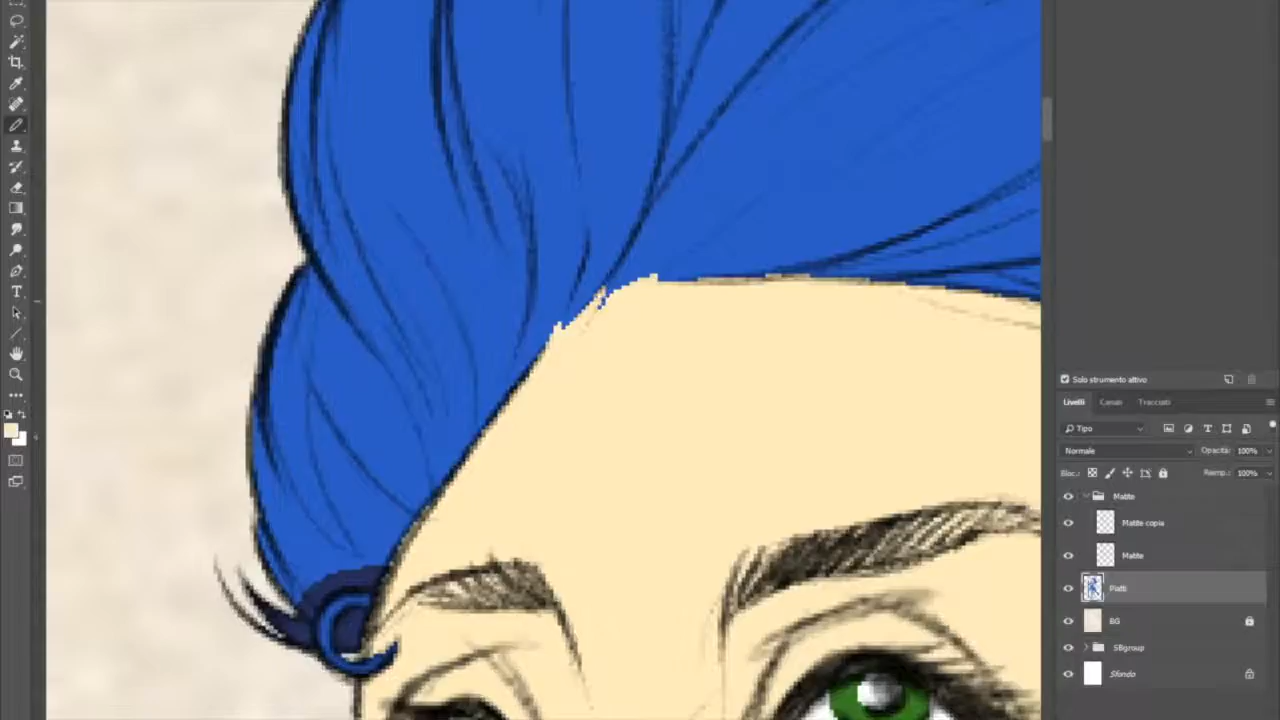 Solo strumento attivo
Livelli Canali Tracciati
Tipo
Normale Opacità: 100%
Bloc.: Riemp.: 100%
Matite
Matite copia
Matite
Piatti
BG
SBgroup
Sfondo